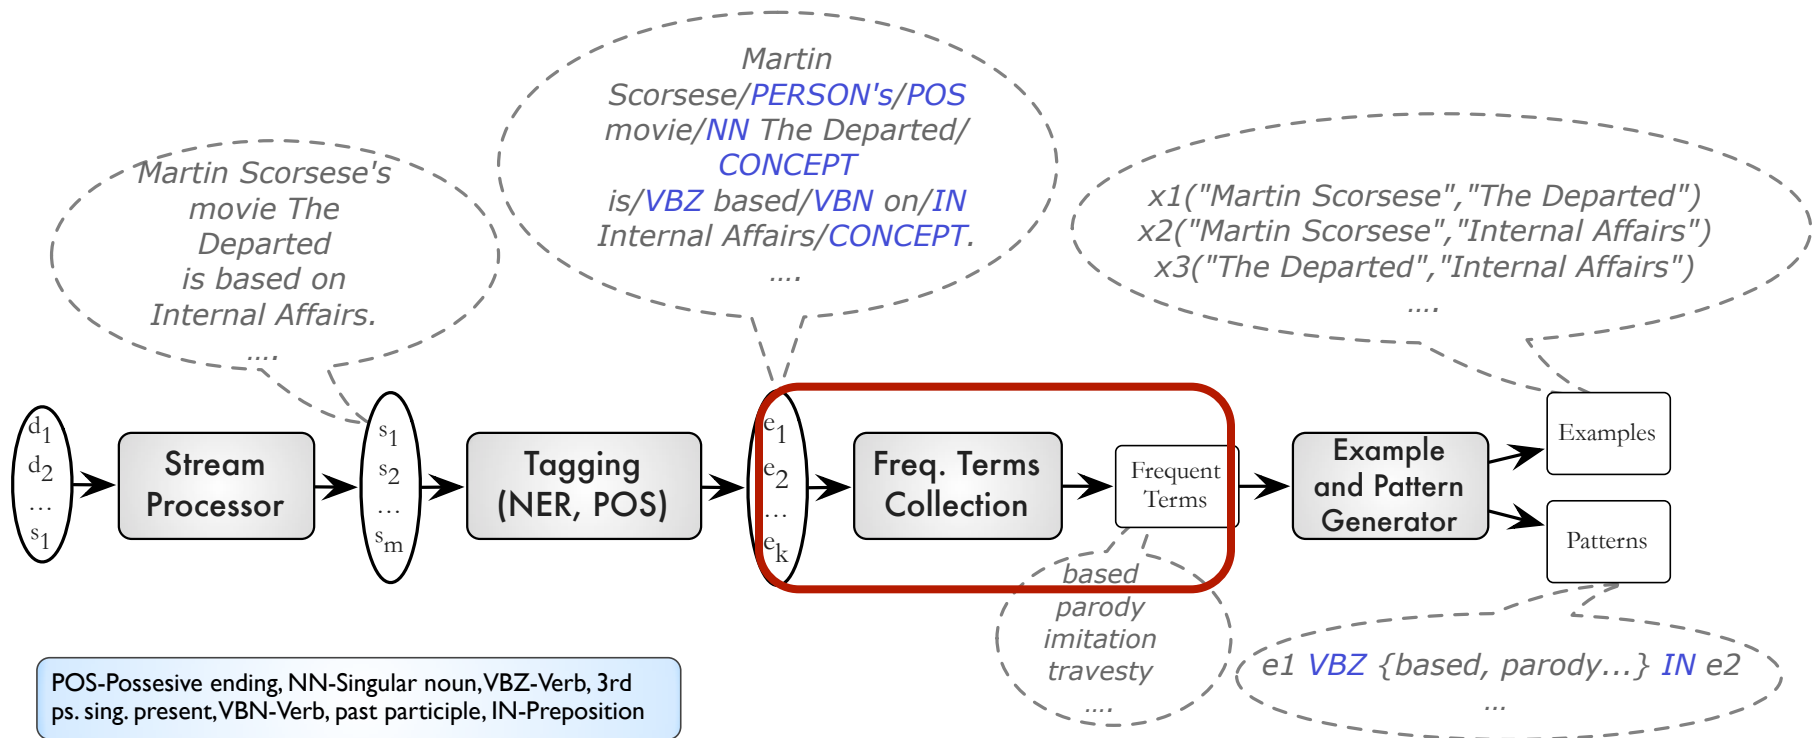 Martin
Scorsese/PERSON's/POS
movie/NN The Departed/
CONCEPT
is/VBZ based/VBN on/IN
Internal Affairs/CONCEPT.
....
Martin Scorsese's
movie The
Departed
is based on
Internal Affairs.
....
x1("Martin Scorsese","The Departed")
x2("Martin Scorsese","Internal Affairs")
x3("The Departed","Internal Affairs")
....
d1
d2
...
s1
Stream
Processor
s1
s2
...
sm
Tagging
(NER, POS)
e1
e2
...
ek
Freq. Terms
Collection
Frequent
Terms
Example
and Pattern
Generator
Examples
Patterns
based
parody
imitation
travesty
....
e1 VBZ {based, parody...} IN e2
...
POS-Possesive ending, NN-Singular noun, VBZ-Verb, 3rd
ps. sing. present, VBN-Verb, past participle, IN-Preposition